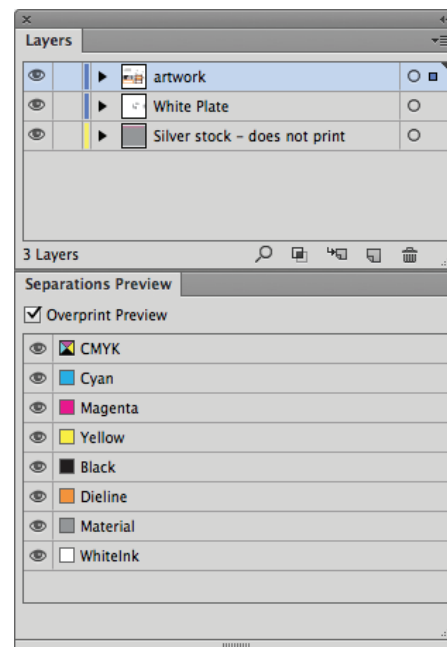 Layers
artwork
White Plate
Silver stock – does not print
3 Layers
Separations Preview
Overprint Preview
CMYK
Cyan
Magenta
Yellow
Black
Dieline
Material
WhiteInk